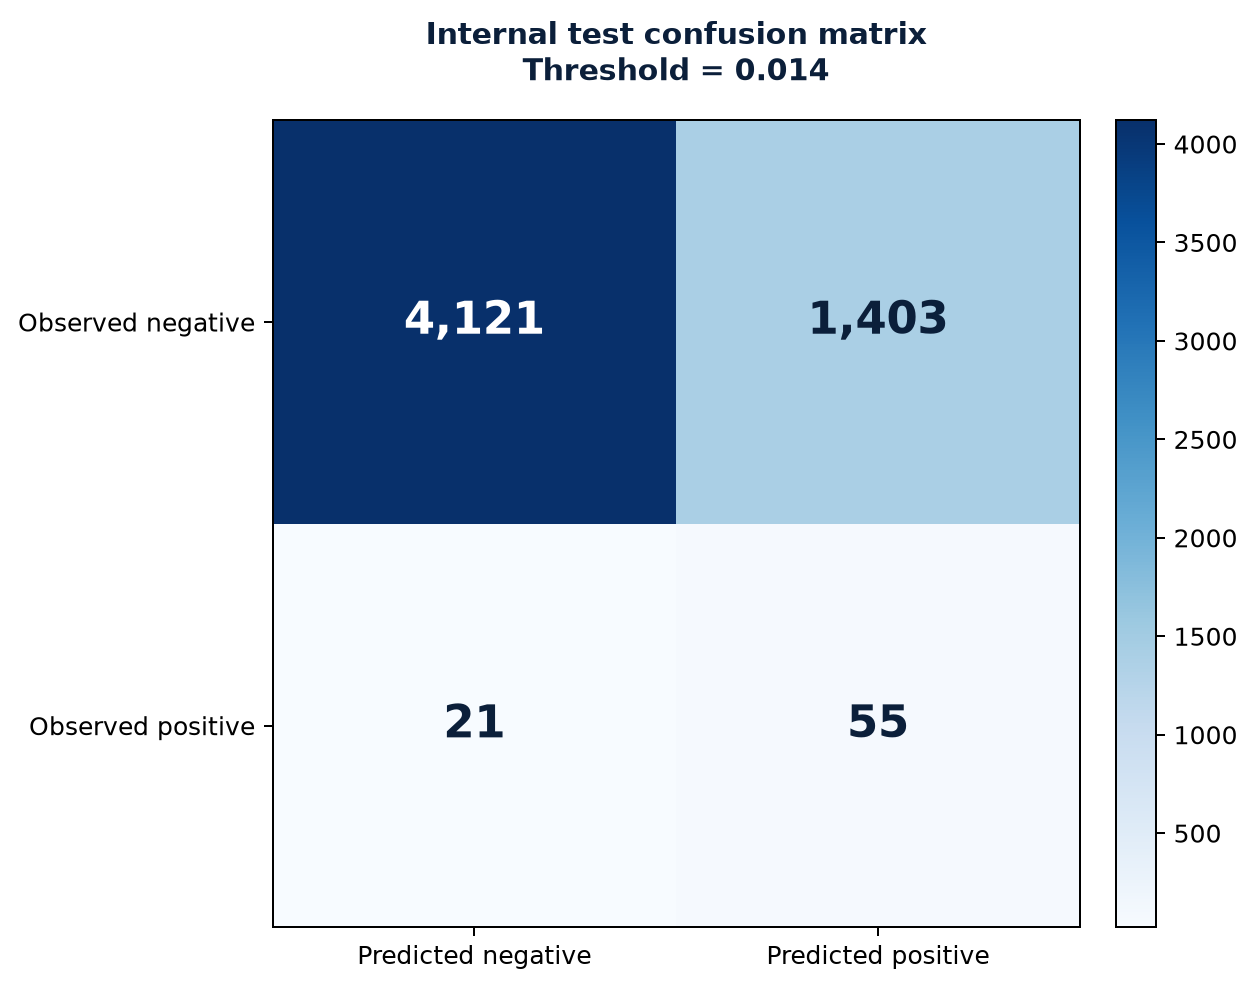 Internal test confusion matrix
Threshold = 0.014
4000
3500
3000
2500
2000
1500
1000
500
Observed negative
4,121
1,403
Observed positive
21
55
Predicted negative
Predicted positive